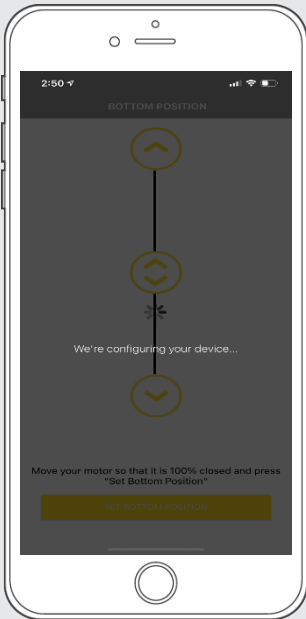 2:50
BOTTOM POSITION
We're configuring your device...
Move your motor so that it is 100% closed and press
"Set Bottom Position"
SET BOTTOM POSITION